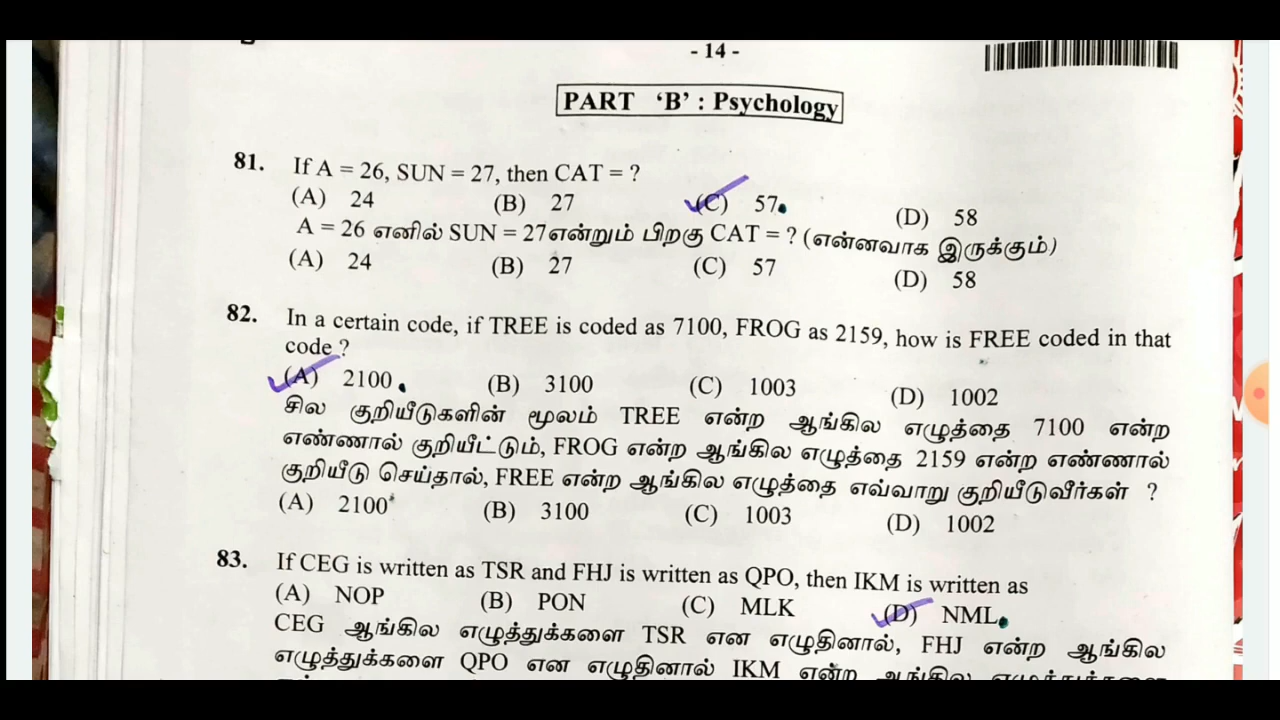 - 14 -
PART 'B' : Psychology
81. If A = 26, SUN = 27, then CAT = ?
(A) 24 (B) 27 (C) 57 (D) 58
A = 26 எனில் SUN = 27என்றும் பிறகு CAT = ? (என்னவாக இருக்கும்)
(A) 24 (B) 27 (C) 57 (D) 58
82. In a certain code, if TREE is coded as 7100, FROG as 2159, how is FREE coded in that
code ?
(A) 2100 (B) 3100 (C) 1003 (D) 1002
சில குறியீடுகளின் மூலம் TREE என்ற ஆங்கில எழுத்தை 7100 என்ற
எண்ணால் குறியீட்டும், FROG என்ற ஆங்கில எழுத்தை 2159 என்ற எண்ணால்
குறியீடு செய்தால், FREE என்ற ஆங்கில எழுத்தை எவ்வாறு குறியீடுவீர்கள் ?
(A) 2100 (B) 3100 (C) 1003 (D) 1002
83. If CEG is written as TSR and FHJ is written as QPO, then IKM is written as
(A) NOP (B) PON (C) MLK (D) NML
CEG ஆங்கில எழுத்துக்களை TSR என எழுதினால், FHJ என்ற ஆங்கில
எழுத்துக்களை QPO என எழுதினால் IKM என்ற ஆங்கில